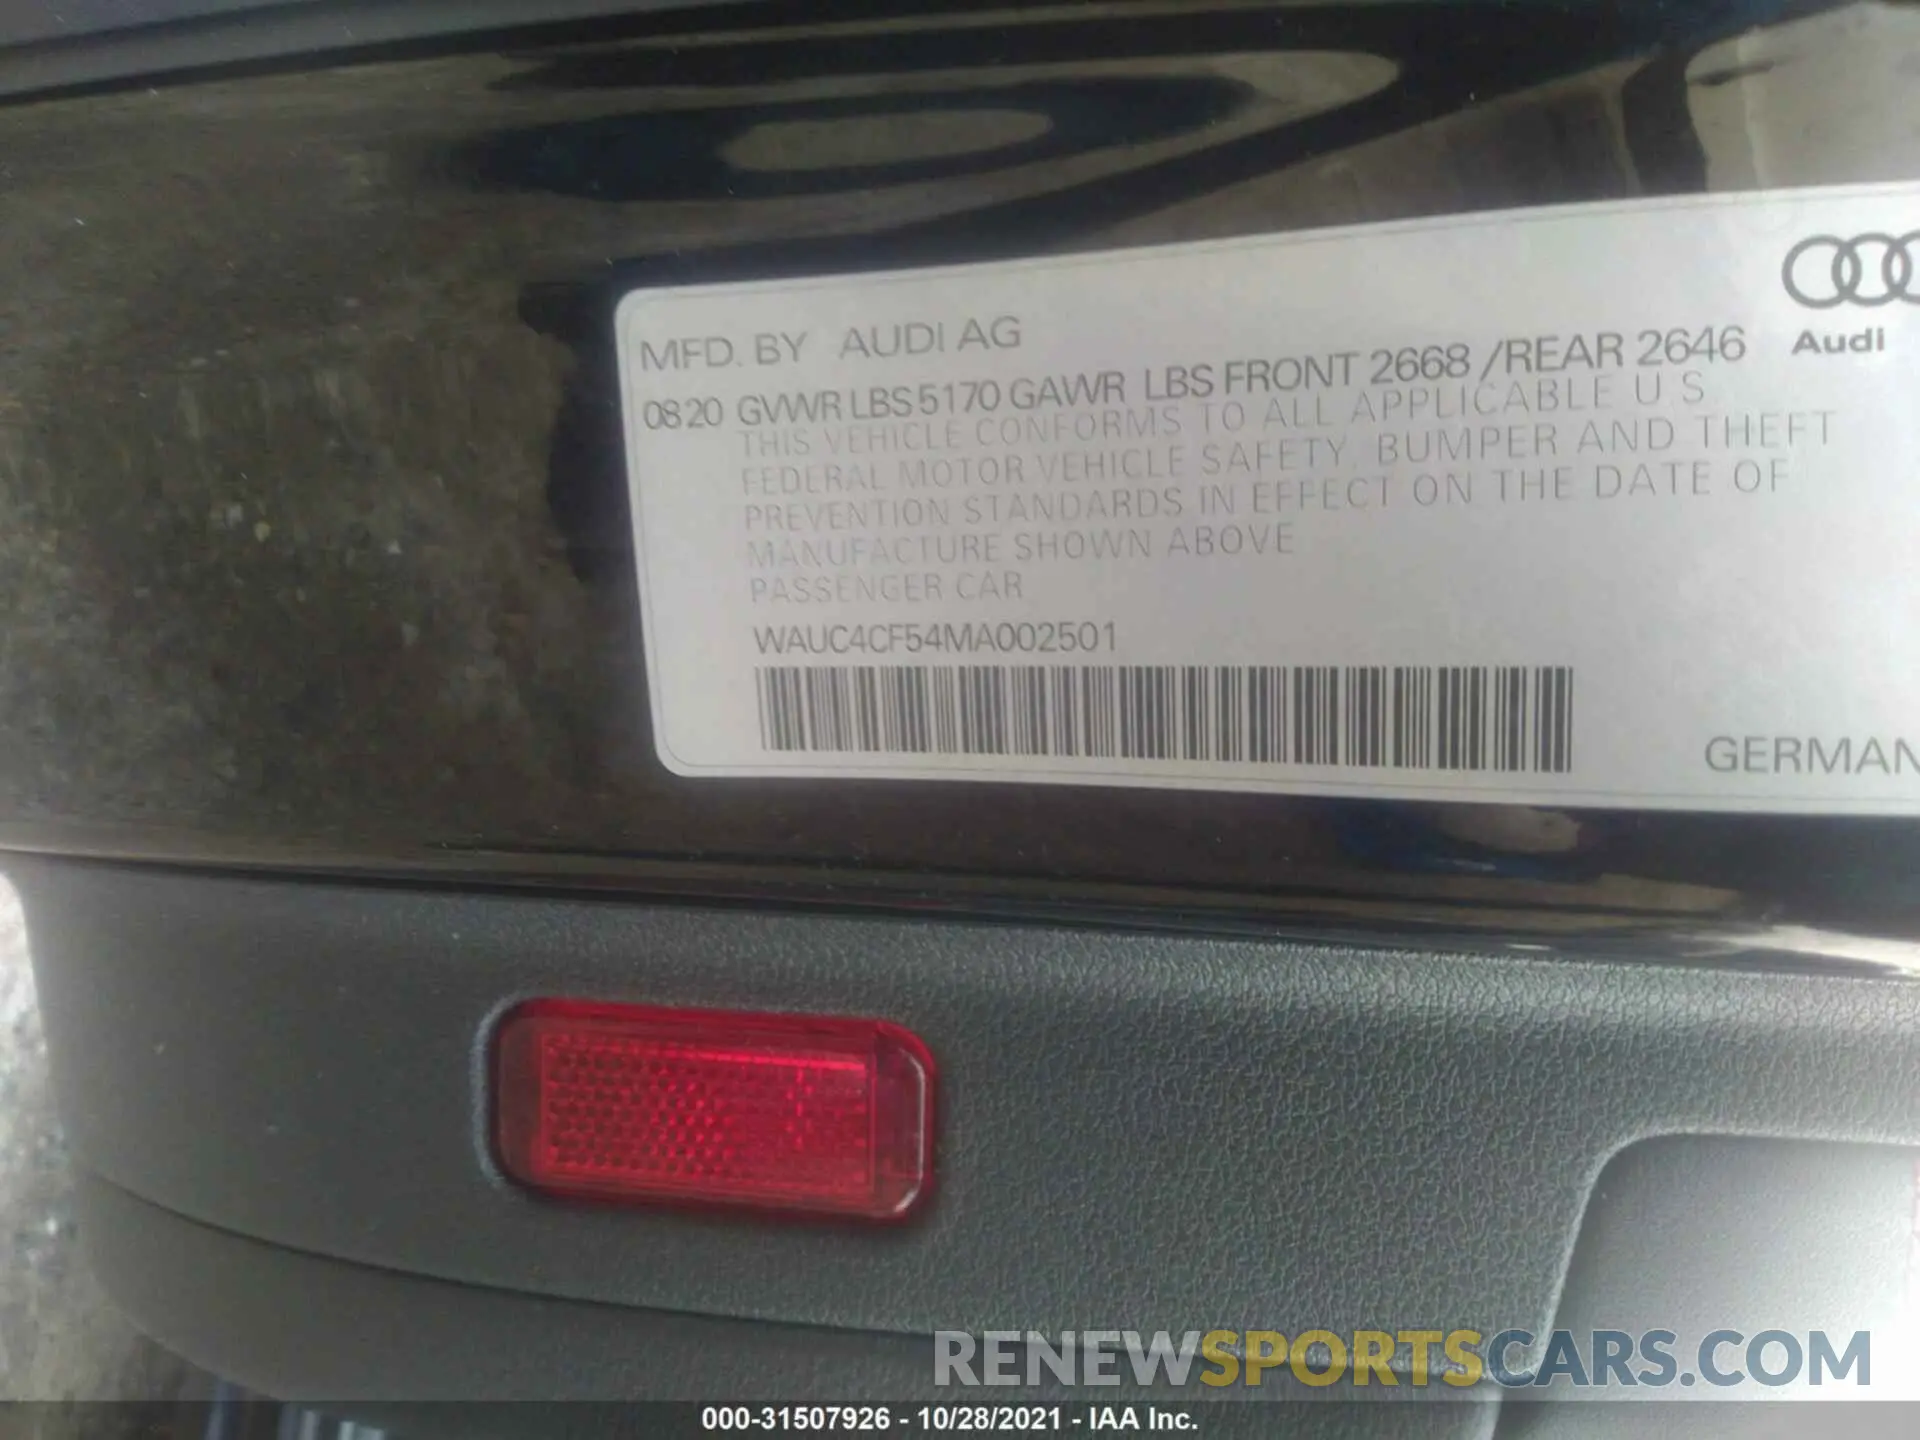 MFD. BY AUDI AG
0820 GVWR LBS 5170 GAWR LBS FRONT 2668 /REAR 2646
THIS VEHICLE CONFORMS TO ALL APPLICABLE U S
FEDERAL MOTOR VEHICLE SAFETY, BUMPER AND THEFT
PREVENTION STANDARDS IN EFFECT ON THE DATE OF
MANUFACTURE SHOWN ABOVE
PASSENGER CAR
WAUC4CF54MA002501
Audi
GERMAN
RENEWSPORTSCARS.COM
000-31507926 - 10/28/2021 - IAA Inc.